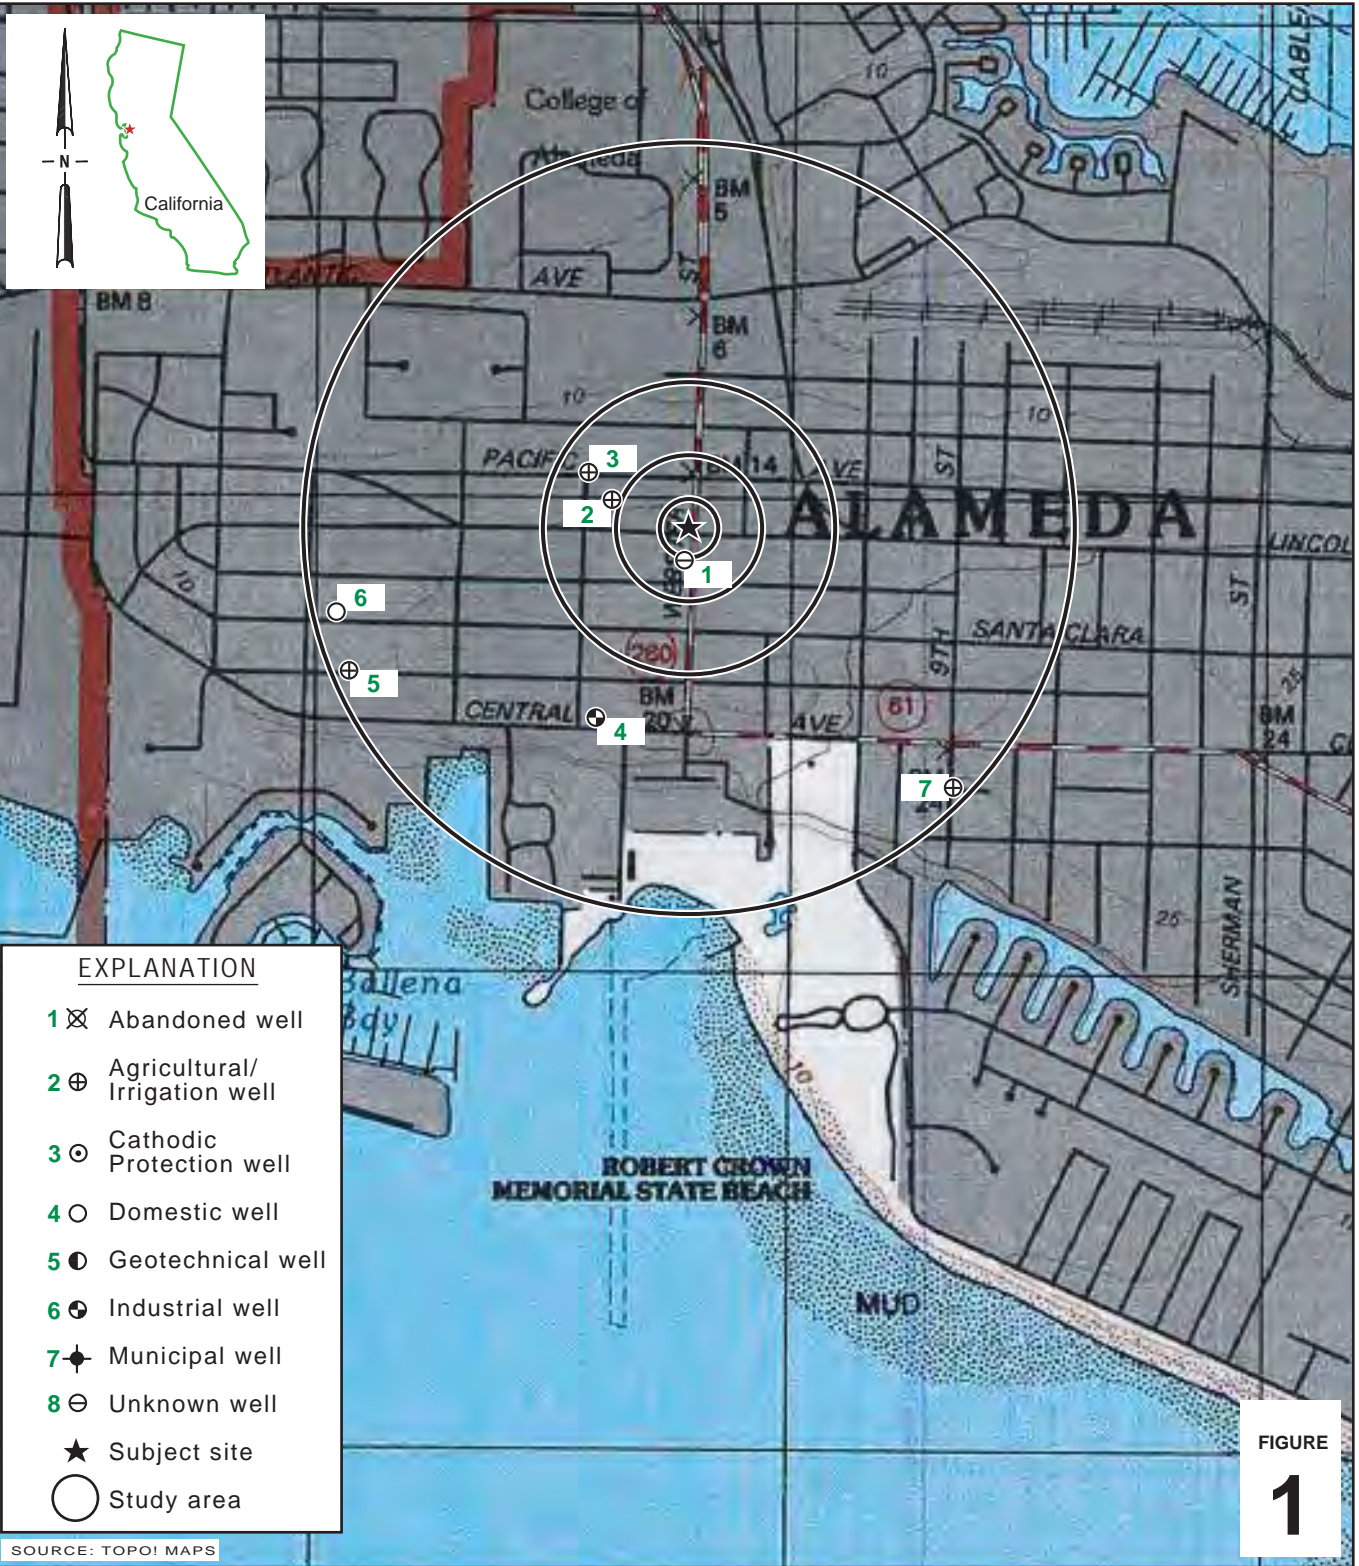 N
California
College of
Alameda
BM
5
ST
AVE
BM 8
BM
6
10
CABLE
10
10
PACIFIC
3
14
AVE
ST
2
ALAMEDA
LINCOL
1
10
6
SANTA CLARA
ST
9TH
260
5
BM
20
CENTRAL
4
AVE
61
25
BM
24
7
25
SHERMAN
EXPLANATION
1 Abandoned well
2 Agricultural/
Irrigation well
3 Cathodic
Protection well
4 Domestic well
5 Geotechnical well
6 Industrial well
7 Municipal well
8 Unknown well
Subject site
Study area
Ballena
Bay
10
ROBERT CROWN
MEMORIAL STATE BEACH
MUD
FIGURE
1
SOURCE: TOPO! MAPS